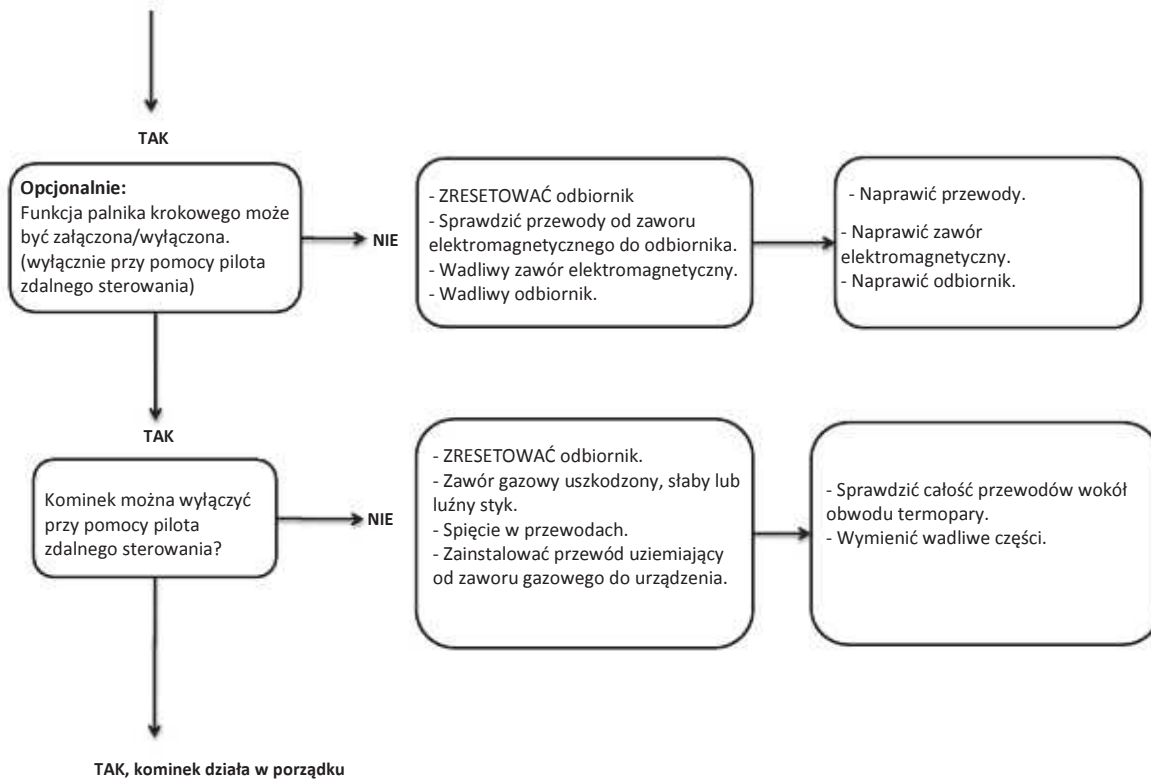 TAK
Opcjonalnie:
Funkcja palnika krokowego może
być załączona/wyłączona.
(wyłącznie przy pomocy pilota
zdalnego sterowania)
NIE
- ZRESETOWAĆ odbiornik
- Sprawdzić przewody od zaworu
elektromagnetycznego do odbiornika.
- Wadliwy zawór elektromagnetyczny.
- Wadliwy odbiornik.
- Naprawić przewody.
- Naprawić zawór
elektromagnetyczny.
- Naprawić odbiornik.
TAK
Kominek można wyłączyć
przy pomocy pilota
zdalnego sterowania?
NIE
- ZRESETOWAĆ odbiornik.
- Zawór gazowy uszkodzony, słaby lub
luźny styk.
- Spięcie w przewodach.
- Zainstalować przewód uziemiający
od zaworu gazowego do urządzenia.
- Sprawdzić całość przewodów wokół
obwodu termopary.
- Wymienić wadliwe części.
TAK, kominek działa w porządku